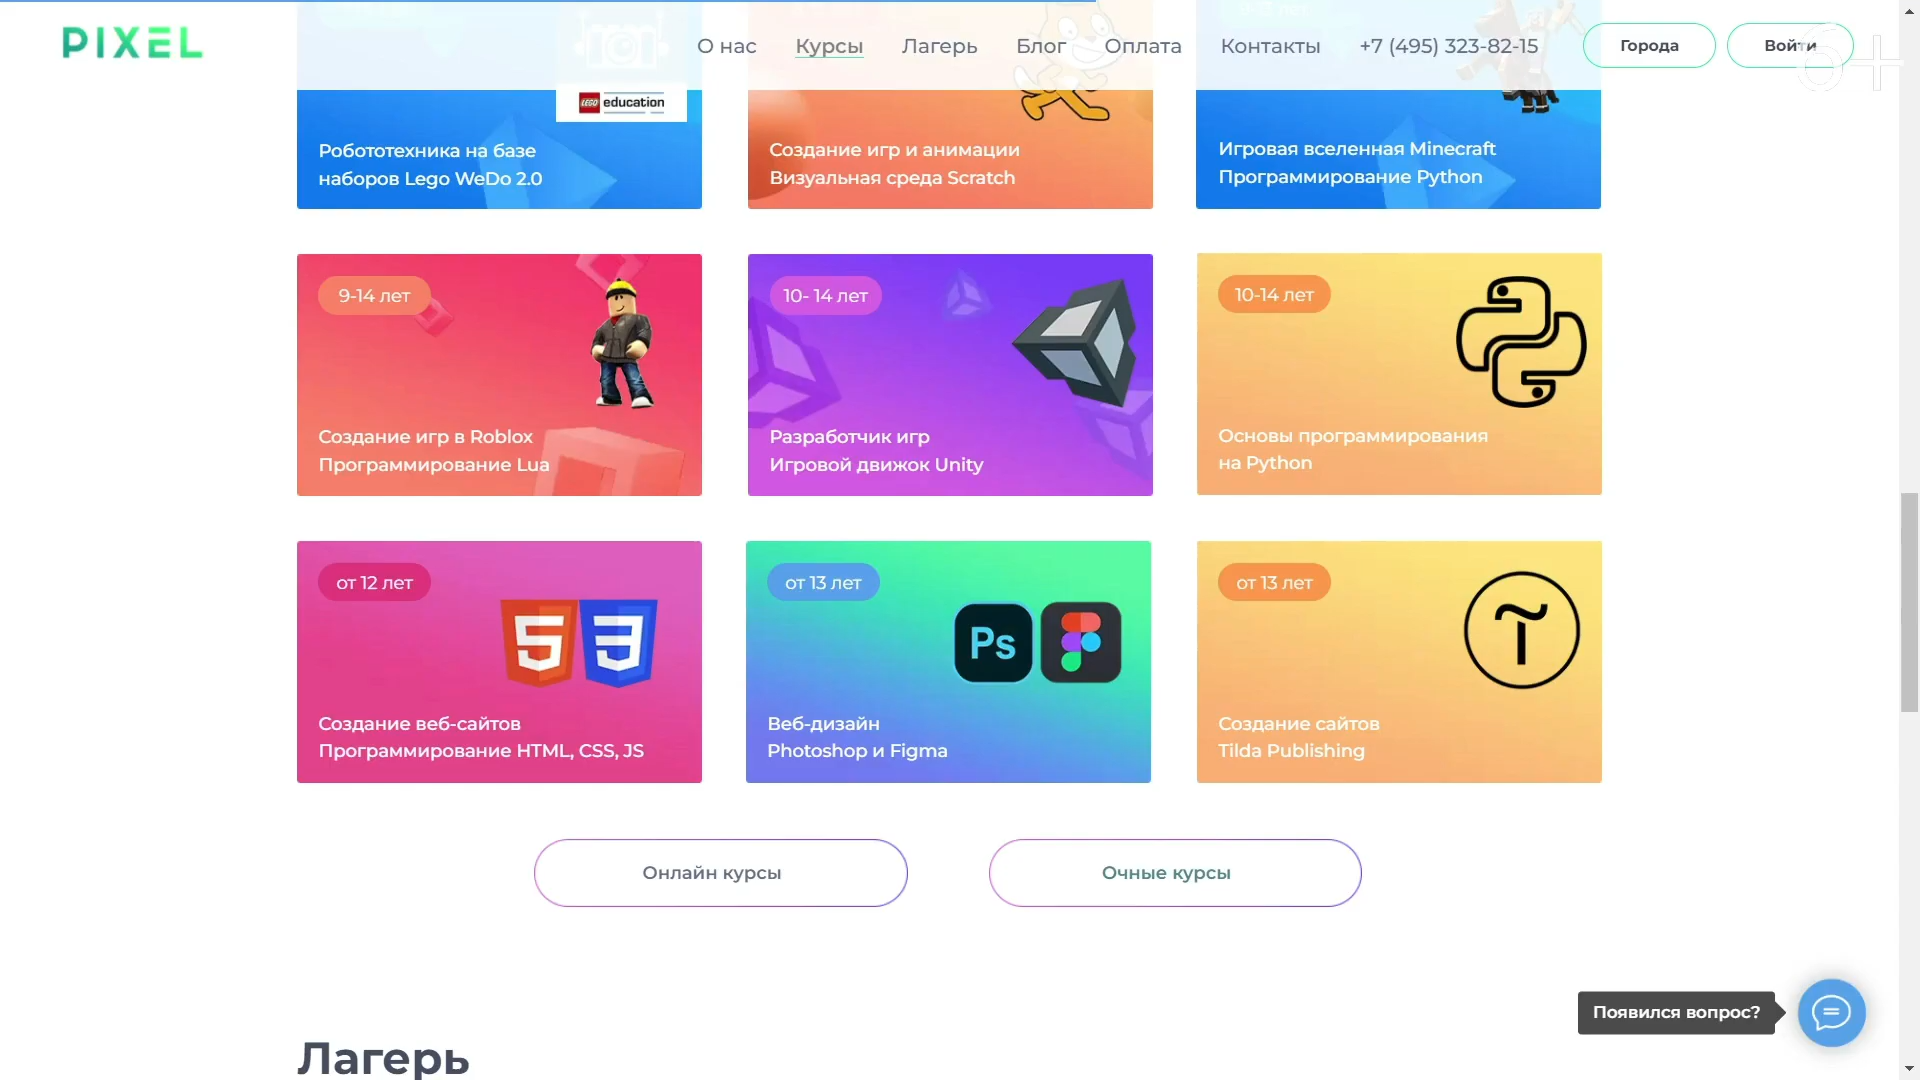 PIXEL
О нас Курсы Лагерь Блог Оплата Контакты +7 (495) 323-82-15 Города Войти
6+
LEGO education
Робототехника на базе
наборов Lego WeDo 2.0
Создание игр и анимации
Визуальная среда Scratch
Игровая вселенная Minecraft
Программирование Python
9-14 лет
Создание игр в Roblox
Программирование Lua
10- 14 лет
Разработчик игр
Игровой движок Unity
10-14 лет
Основы программирования
на Python
от 12 лет
5 3
Создание веб-сайтов
Программирование HTML, CSS, JS
от 13 лет
Ps
Веб-дизайн
Photoshop и Figma
от 13 лет
Создание сайтов
Tilda Publishing
Онлайн курсы
Очные курсы
Появился вопрос?
Лагерь